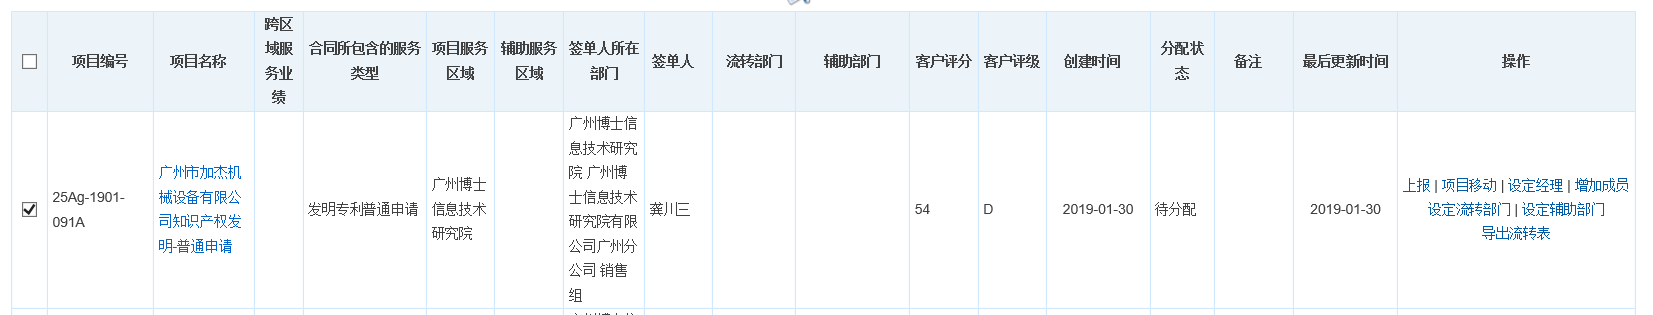 项目编号
项目名称
跨区
域服
务业
绩
合同所包含的服务
类型
项目服务
区域
辅助服务
区域
签单人所在
部门
签单人
流转部门
辅助部门
客户评分
客户评级
创建时间
分配状
态
备注
最后更新时间
操作
25Ag-1901-
091A
广州市加杰机
械设备有限公
司知识产权发
明-普通申请
发明专利普通申请
广州博士
信息技术
研究院
广州博士信
息技术研究
院 广州博
士信息技术
研究院有限
公司广州分
公司 销售
组
龚川三
54
D
2019-01-30
待分配
2019-01-30
上报 | 项目移动 | 设定经理 | 增加成员
设定流转部门 | 设定辅助部门
导出流转表